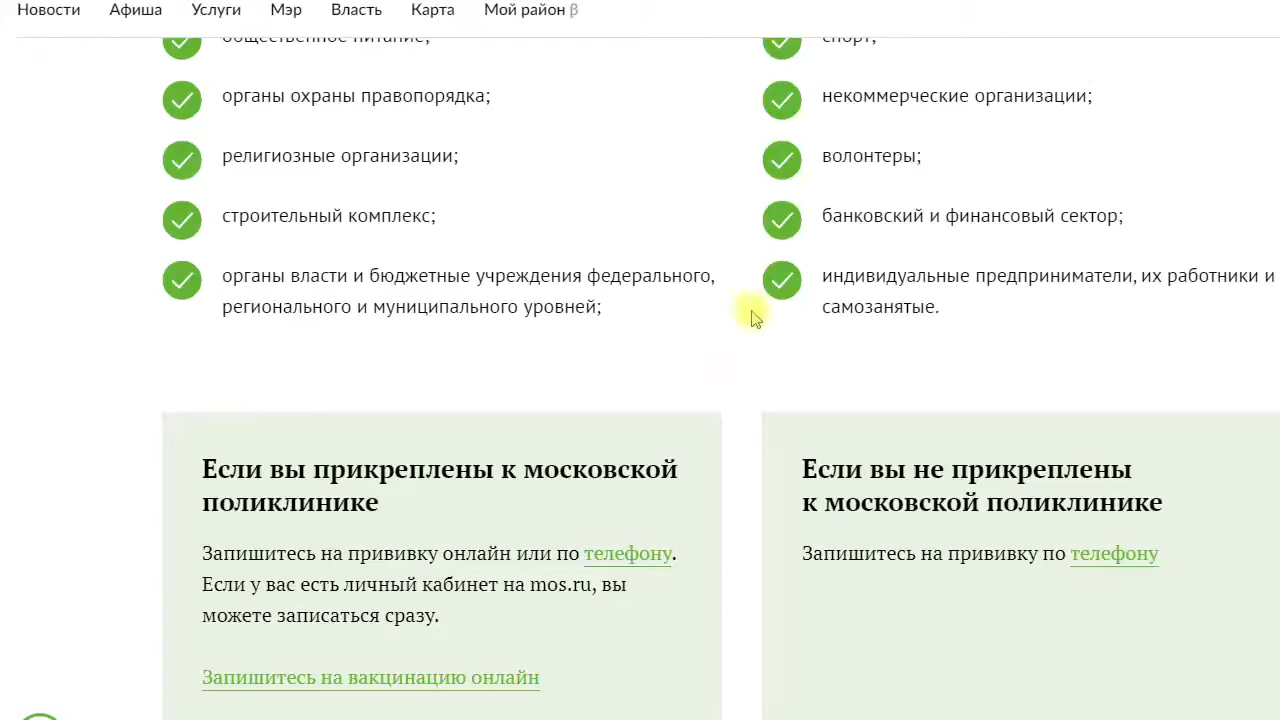 Новости Афиша Услуги Мэр Власть Карта Мой район β
общественное питание;
спорт;
органы охраны правопорядка;
некоммерческие организации;
религиозные организации;
волонтеры;
строительный комплекс;
банковский и финансовый сектор;
органы власти и бюджетные учреждения федерального,
регионального и муниципального уровней;
индивидуальные предприниматели, их работники и
самозанятые.
Если вы прикреплены к московской
поликлинике
Запишитесь на прививку онлайн или по телефону.
Если у вас есть личный кабинет на mos.ru, вы
можете записаться сразу.
Запишитесь на вакцинацию онлайн
Если вы не прикреплены
к московской поликлинике
Запишитесь на прививку по телефону